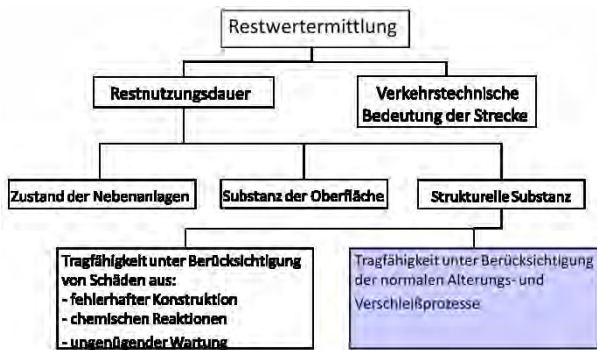 Restwertermittlung
Restnutzungsdauer
Verkehrstechnische
Bedeutung der Strecke
Zustand der Nebenanlagen
Substanz der Oberfläche
Strukturelle Substanz
Tragfähigkeit unter Berücksichtigung
von Schäden aus:
- fehlerhafter Konstruktion
- chemischen Reaktionen
- ungenügender Wartung
Tragfähigkeit unter Berücksichtigung
der normalen Alterungs- und
Verschleißprozesse